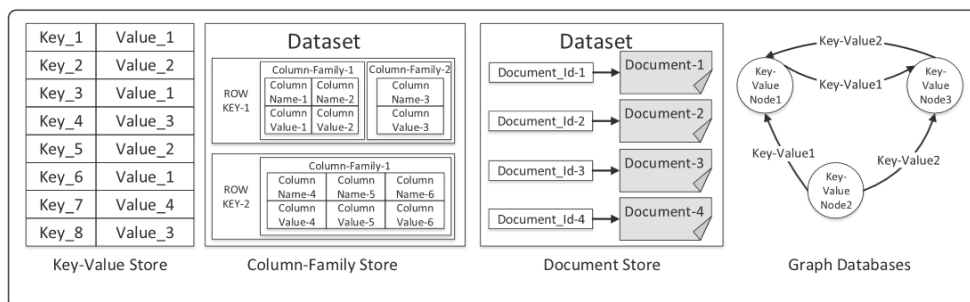 Key_1 Value_1
Key_2 Value_2
Key_3 Value_1
Key_4 Value_3
Key_5 Value_2
Key_6 Value_1
Key_7 Value_4
Key_8 Value_3
Key-Value Store
Dataset
ROW
KEY-1
Column-Family-1
Column
Name-1
Column
Name-2
Column
Value-1
Column
Value-2
Column-Family-2
Column
Name-3
Column
Value-3
ROW
KEY-2
Column-Family-1
Column
Name-4
Column
Name-5
Column
Name-6
Column
Value-4
Column
Value-5
Column
Value-6
Column-Family Store
Dataset
Document_Id-1 Document-1
Document_Id-2 Document-2
Document_Id-3 Document-3
Document_Id-4 Document-4
Document Store
Key-Value2
Key-
Value
Node1
Key-Value1
Key-
Value
Node3
Key-Value1
Key-Value2
Key-
Value
Node2
Graph Databases